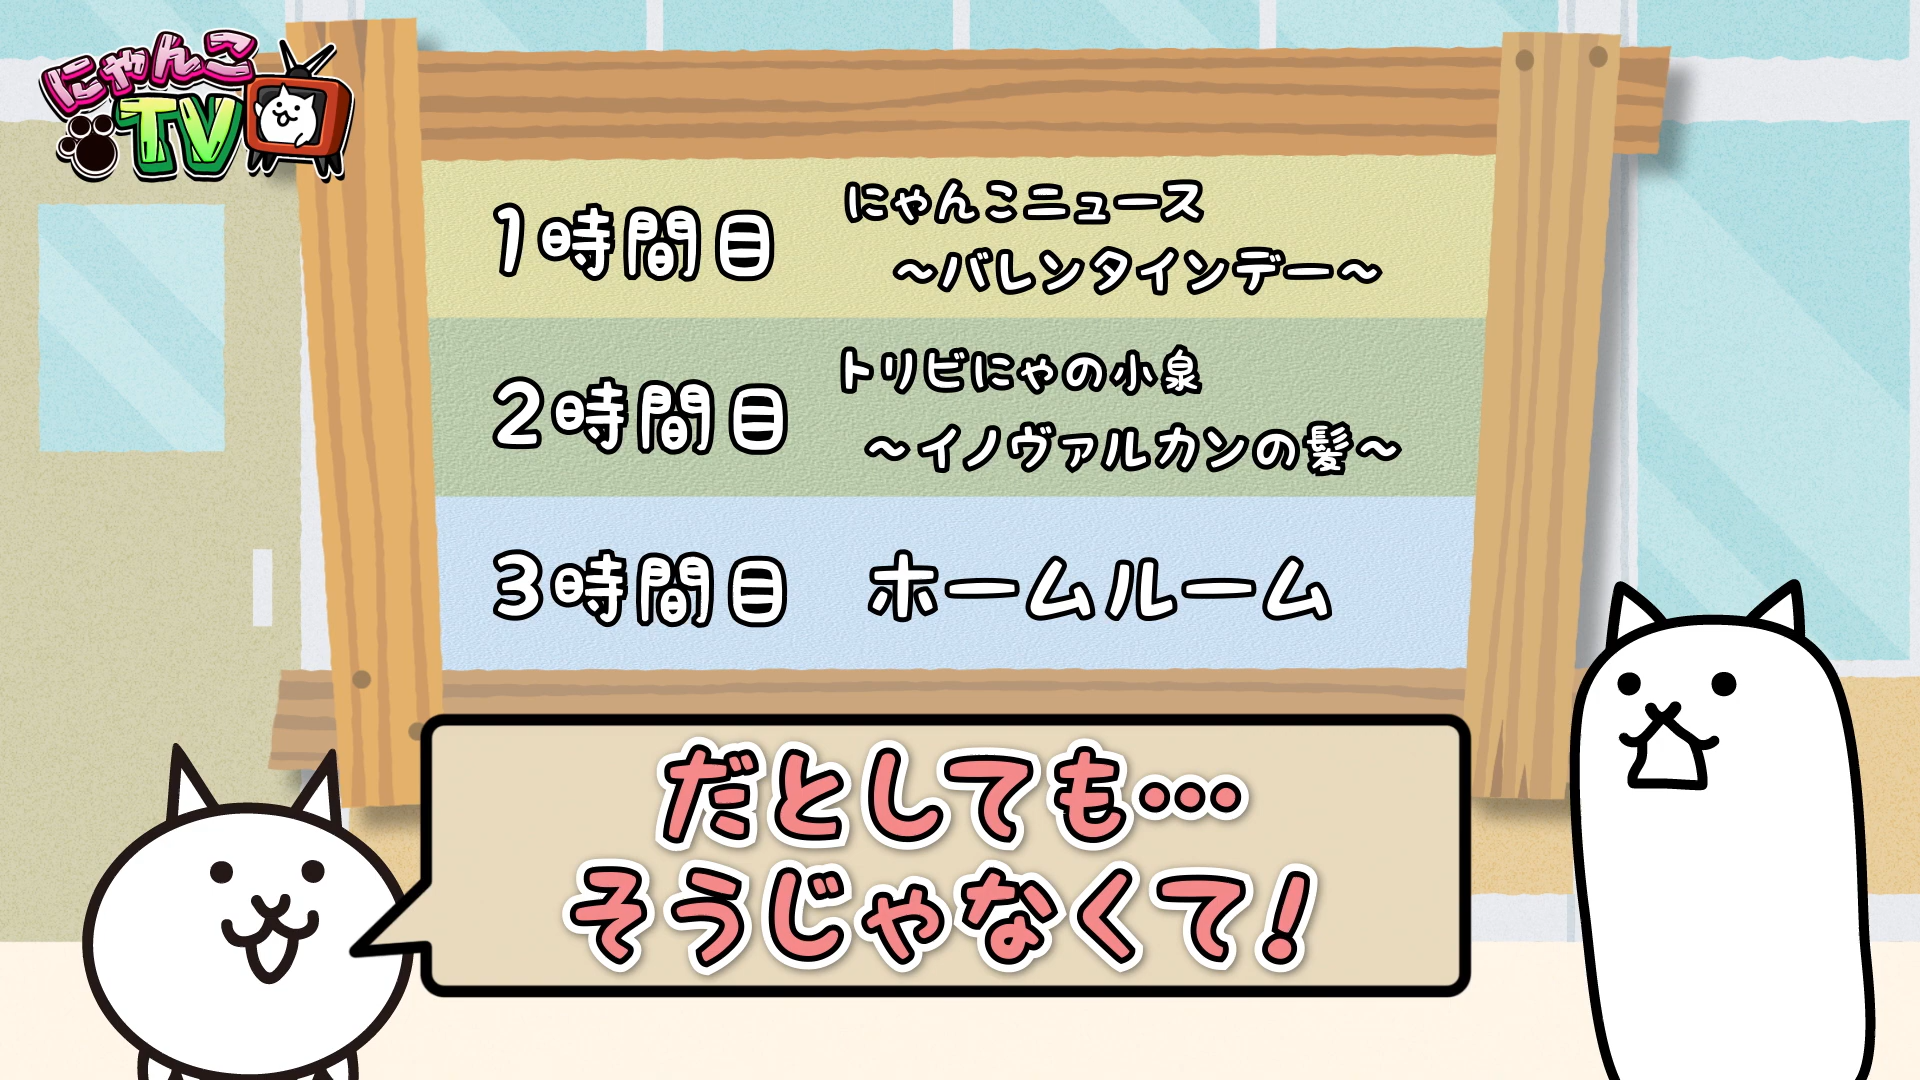 にゃんこ
TV
1時間目
にゃんこニュース
～バレンタインデー～
2時間目
トリビにゃの小泉
～イノヴァルカンの髪～
3時間目
ホームルーム
だとしても…
そうじゃなくて！